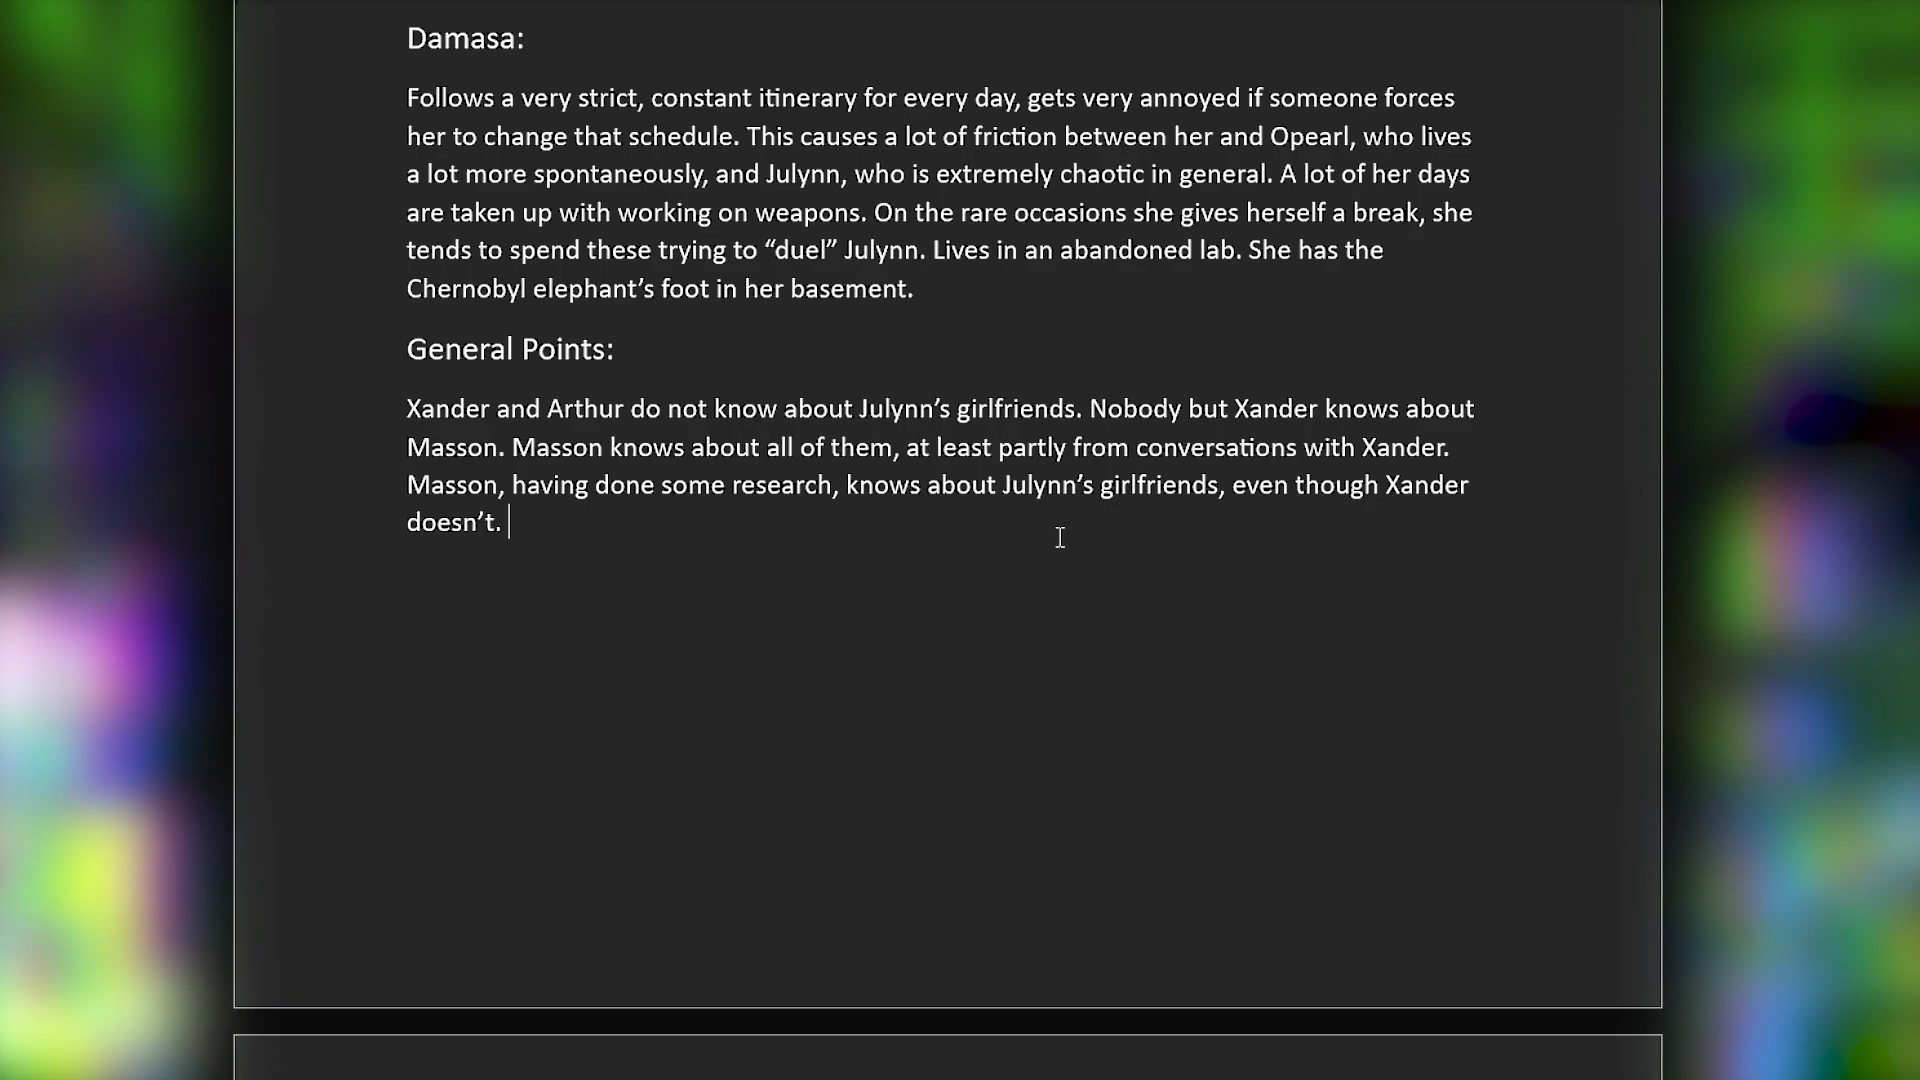 Damasa:
Follows a very strict, constant itinerary for every day, gets very annoyed if someone forces
her to change that schedule. This causes a lot of friction between her and Opearl, who lives
a lot more spontaneously, and Julynn, who is extremely chaotic in general. A lot of her days
are taken up with working on weapons. On the rare occasions she gives herself a break, she
tends to spend these trying to “duel” Julynn. Lives in an abandoned lab. She has the
Chernobyl elephant’s foot in her basement.
General Points:
Xander and Arthur do not know about Julynn’s girlfriends. Nobody but Xander knows about
Masson. Masson knows about all of them, at least partly from conversations with Xander.
Masson, having done some research, knows about Julynn’s girlfriends, even though Xander
doesn’t.